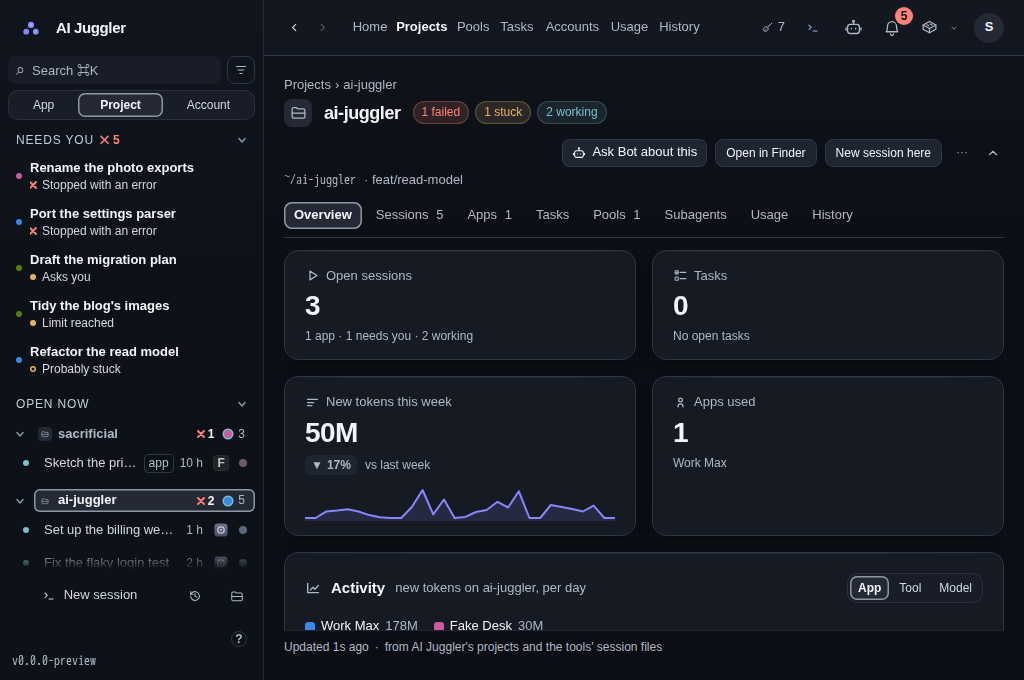 AI Juggler
Search ⌘K
App Project Account
NEEDS YOU 5
Rename the photo exports
Stopped with an error
Port the settings parser
Stopped with an error
Draft the migration plan
Asks you
Tidy the blog's images
Limit reached
Refactor the read model
Probably stuck
OPEN NOW
sacrificial 1 3
Sketch the pri… app 10 h F
ai-juggler 2 5
Set up the billing we… 1 h
Fix the flaky login test 2 h
New session
?
v0.0.0-preview
Home Projects Pools Tasks Accounts Usage History
7 5 S
Projects › ai-juggler
ai-juggler 1 failed 1 stuck 2 working
Ask Bot about this Open in Finder New session here ⋯
~/ai-juggler · feat/read-model
Overview Sessions 5 Apps 1 Tasks Pools 1 Subagents Usage History
Open sessions
3
1 app · 1 needs you · 2 working
Tasks
0
No open tasks
New tokens this week
50M
▼ 17% vs last week
Apps used
1
Work Max
Activity new tokens on ai-juggler, per day
App Tool Model
Work Max 178M Fake Desk 30M
Updated 1s ago · from AI Juggler's projects and the tools' session files